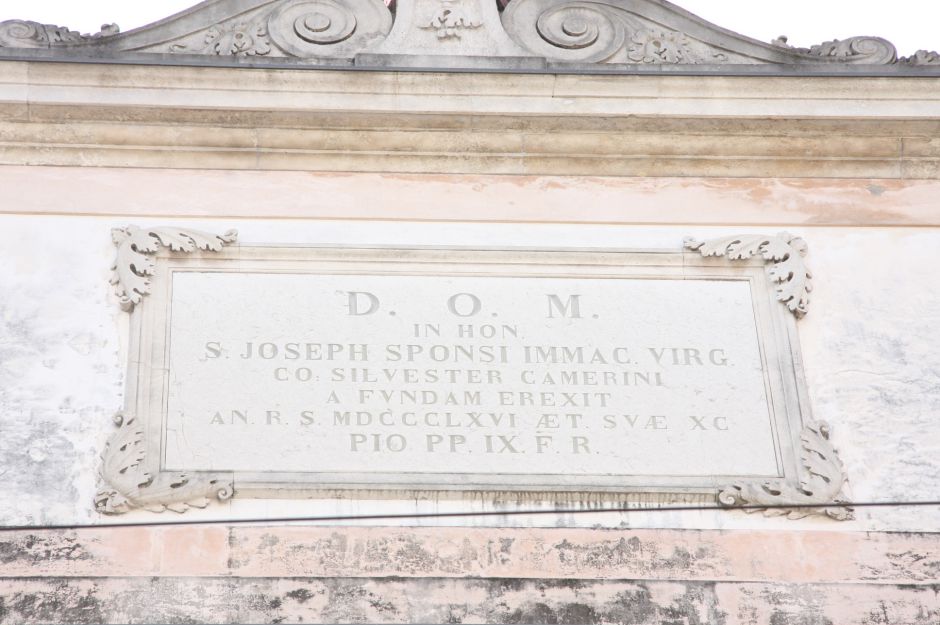 D. O. M.
IN HON.
S. JOSEPH SPONSI IMMAC. VIRG.
CO: SILVESTER CAMERINI
A FVNDAM EREXIT
AN. R. S. MDCCCLXVI ÆT. SVÆ XC
PIO PP. IX. F. R.